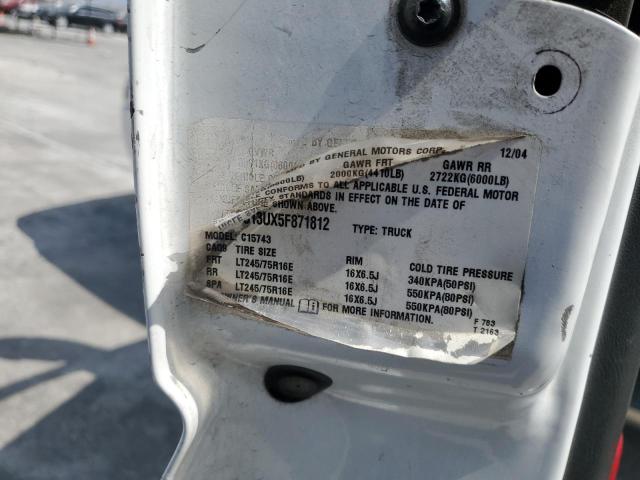 BY GENERAL MOTORS CORP. 12/04
GVWR GAWR FRT GAWR RR
2000KG(4410LB) 2722KG(6000LB)
CONFORMS TO ALL APPLICABLE U.S. FEDERAL MOTOR
STANDARDS IN EFFECT ON THE DATE OF
SHOWN ABOVE.
13UX5F871812 TYPE: TRUCK
MODEL: C15743
TIRE SIZE RIM COLD TIRE PRESSURE
FRT LT245/75R16E 16X6.5J 340KPA(50PSI)
RR LT245/75R16E 16X6.5J 550KPA(80PSI)
SPA LT245/75R16E 16X6.5J 550KPA(80PSI)
MANUAL FOR MORE INFORMATION.
F 783
T 2163